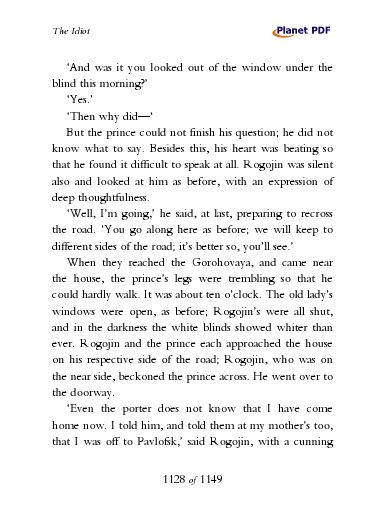 The Idiot
Planet PDF
‘And was it you looked out of the window under the
blind this morning?’
‘Yes.’
‘Then why did—‘
But the prince could not finish his question; he did not
know what to say. Besides this, his heart was beating so
that he found it difficult to speak at all. Rogojin was silent
also and looked at him as before, with an expression of
deep thoughtfulness.
‘Well, I’m going,’ he said, at last, preparing to recross
the road. ‘You go along here as before; we will keep to
different sides of the road; it’s better so, you’ll see.’
When they reached the Gorohovaya, and came near
the house, the prince’s legs were trembling so that he
could hardly walk. It was about ten o’clock. The old lady’s
windows were open, as before; Rogojin’s were all shut,
and in the darkness the white blinds showed whiter than
ever. Rogojin and the prince each approached the house
on his respective side of the road; Rogojin, who was on
the near side, beckoned the prince across. He went over to
the doorway.
‘Even the porter does not know that I have come
home now. I told him, and told them at my mother’s too,
that I was off to Pavlofsk,’ said Rogojin, with a cunning
1128 of 1149